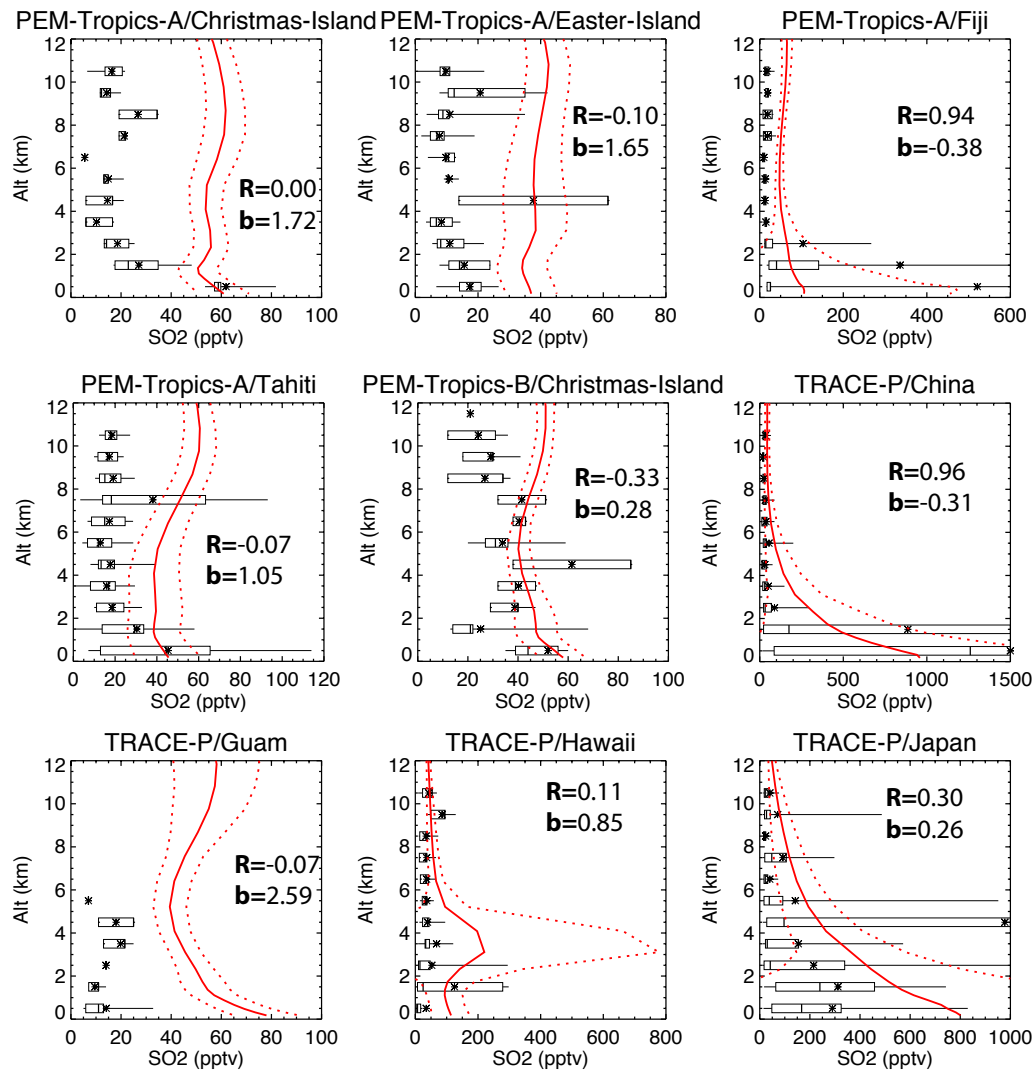 PEM-Tropics-A/Christmas-Island
12
10
8
6
4
2
0
Alt (km)
R=0.00
b=1.72
0 20 40 60 80 100
SO2 (pptv)
PEM-Tropics-A/Easter-Island
12
10
8
6
4
2
0
R=-0.10
b=1.65
0 20 40 60 80
SO2 (pptv)
PEM-Tropics-A/Fiji
12
10
8
6
4
2
0
Alt (km)
R=0.94
b=-0.38
0 200 400 600
SO2 (pptv)
PEM-Tropics-A/Tahiti
12
10
8
6
4
2
0
Alt (km)
R=-0.07
b=1.05
0 20 40 60 80 100 120
SO2 (pptv)
PEM-Tropics-B/Christmas-Island
12
10
8
6
4
2
0
Alt (km)
R=-0.33
b=0.28
0 20 40 60 80 100
SO2 (pptv)
TRACE-P/China
12
10
8
6
4
2
0
Alt (km)
R=0.96
b=-0.31
0 500 1000 1500
SO2 (pptv)
TRACE-P/Guam
12
10
8
6
4
2
0
Alt (km)
R=-0.07
b=2.59
0 20 40 60 80 100
SO2 (pptv)
TRACE-P/Hawaii
12
10
8
6
4
2
0
Alt (km)
R=0.11
b=0.85
0 200 400 600 800
SO2 (pptv)
TRACE-P/Japan
12
10
8
6
4
2
0
Alt (km)
R=0.30
b=0.26
0 200 400 600 800 1000
SO2 (pptv)